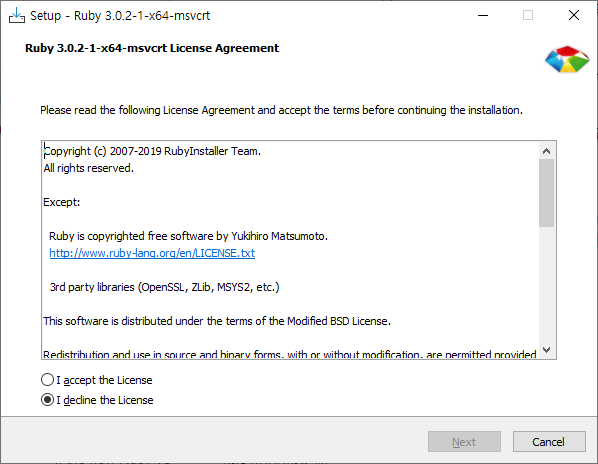 Setup - Ruby 3.0.2-1-x64-msvcrt
Ruby 3.0.2-1-x64-msvcrt License Agreement
Please read the following License Agreement and accept the terms before continuing the installation.
Copyright (c) 2007-2019 RubyInstaller Team.
All rights reserved.
Except:
Ruby is copyrighted free software by Yukihiro Matsumoto.
http://www.ruby-lang.org/en/LICENSE.txt
3rd party libraries (OpenSSL, ZLib, MSYS2, etc.)
This software is distributed under the terms of the Modified BSD License.
Redistribution and use in source and binary forms, with or without modification, are permitted provided
I accept the License
I decline the License
Next
Cancel